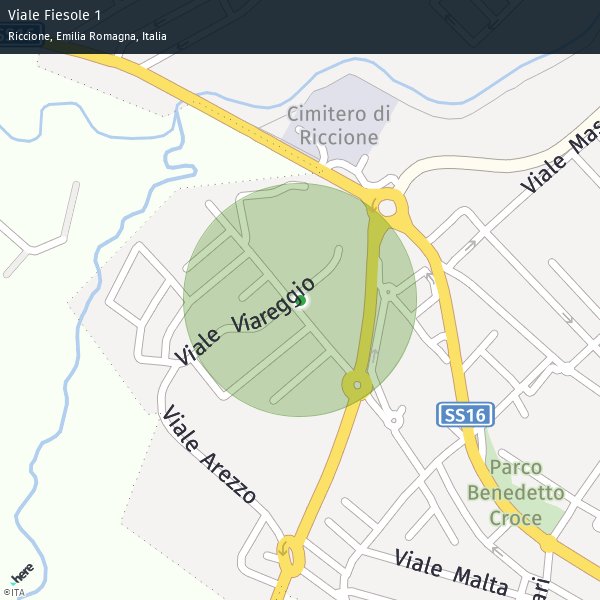 Viale Fiesole 1
Riccione, Emilia Romagna, Italia
Cimitero di
Riccione
Viale Mas
Viale Viareggio
SS16
Viale Arezzo
Parco
Benedetto
Croce
Viale Malta
ari
here
©ITA